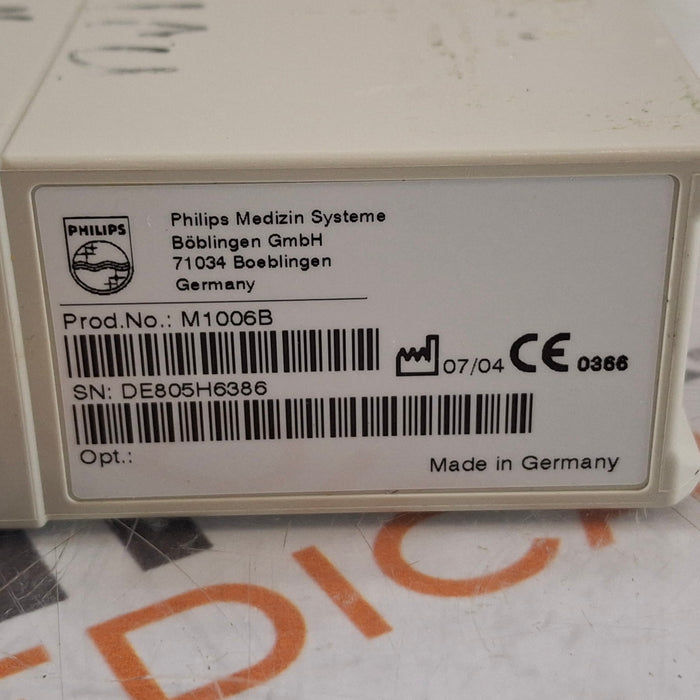 PHILIPS
Philips Medizin Systeme
Böblingen GmbH
71034 Boeblingen
Germany
Prod.No.: M1006B
07/04 CE 0366
SN: DE805H6386
Opt.:
Made in Germany
EDICA